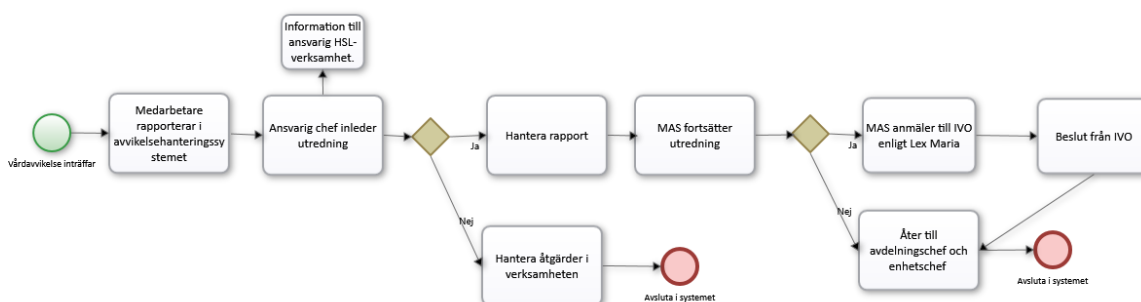 Information till
ansvarig HSL-
verksamhet.
Vårdavvikelse inträffar
Medarbetare
rapporterar i
avvikelsehanteringssy
stemet
Ansvarig chef inleder
utredning
Ja
Hantera rapport
MAS fortsätter
utredning
Ja
MAS anmäler till IVO
enligt Lex Maria
Beslut från IVO
Nej
Hantera åtgärder i
verksamheten
Avsluta i systemet
Nej
Åter till
avdelningschef och
enhetschef
Avsluta i systemet